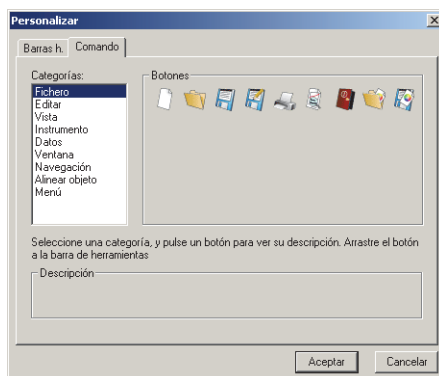 Personalizar
Barras h.
Comando
Categorías:
Botones
Fichero
Editar
Vista
Instrumento
Datos
Ventana
Navegación
Alinear objeto
Menú
Seleccione una categoría, y pulse un botón para ver su descripción. Arrastre el botón
a la barra de herramientas
Descripción
Aceptar
Cancelar